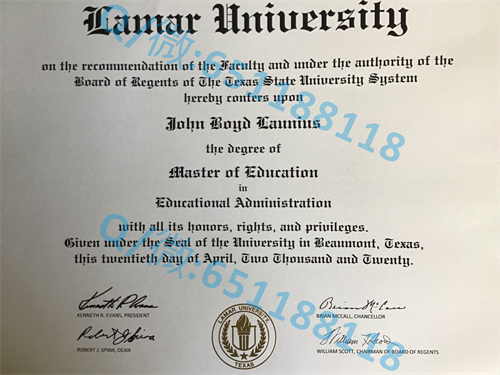 Lamar University
on the recommendation of the Faculty and under the authority of the
Board of Regents of The Texas State University System
hereby confers upon
John Boyd Launius
the degree of
Master of Education
in
Educational Administration
with all its honors, rights, and privileges.
Given under the Seal of the University in Beaumont, Texas,
this twentieth day of April, Two Thousand and Twenty.
KENNETH R. EVANS, PRESIDENT
BRIAN MCCALL, CHANCELLOR
ROBERT J. SPINA, DEAN
WILLIAM SCOTT, CHAIRMAN OF BOARD OF REGENTS
LAMAR UNIVERSITY
TEXAS
Q/微:651188118
Q/微:651188118